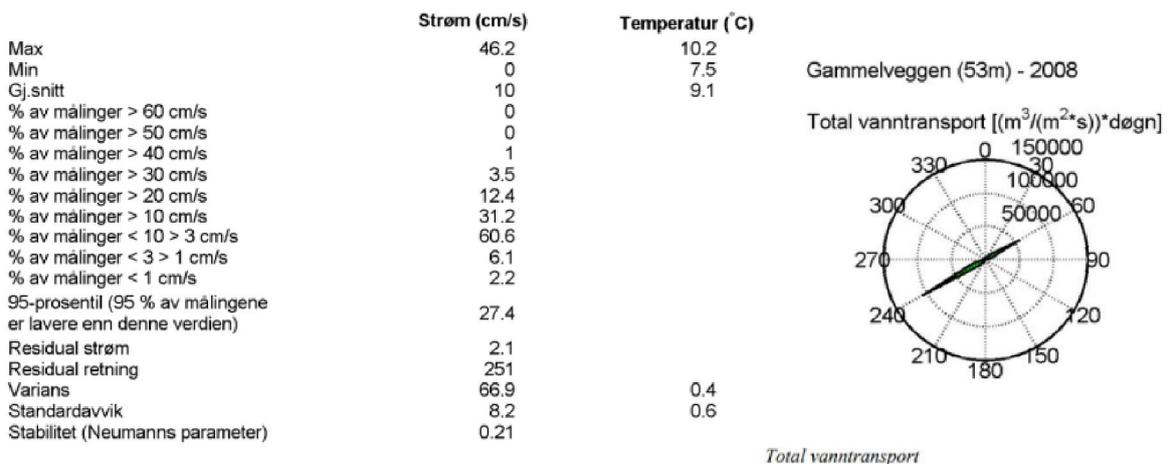 Strøm (cm/s) Temperatur (°C)
Max 46.2 10.2
Min 0 7.5
Gj.snitt 10 9.1
% av målinger > 60 cm/s 0
% av målinger > 50 cm/s 0
% av målinger > 40 cm/s 1
% av målinger > 30 cm/s 3.5
% av målinger > 20 cm/s 12.4
% av målinger > 10 cm/s 31.2
% av målinger < 10 > 3 cm/s 60.6
% av målinger < 3 > 1 cm/s 6.1
% av målinger < 1 cm/s 2.2
95-prosentil (95 % av målingene
er lavere enn denne verdien) 27.4
Residual strøm 2.1
Residual retning 251
Varians 66.9 0.4
Standardavvik 8.2 0.6
Stabilitet (Neumanns parameter) 0.21
Gammelveggen (53m) - 2008
Total vanntransport [(m³/(m²*s))*døgn]
0 150000
330 30
100000
300 50000 60
270 90
240 120
210 150
180
Total vanntransport